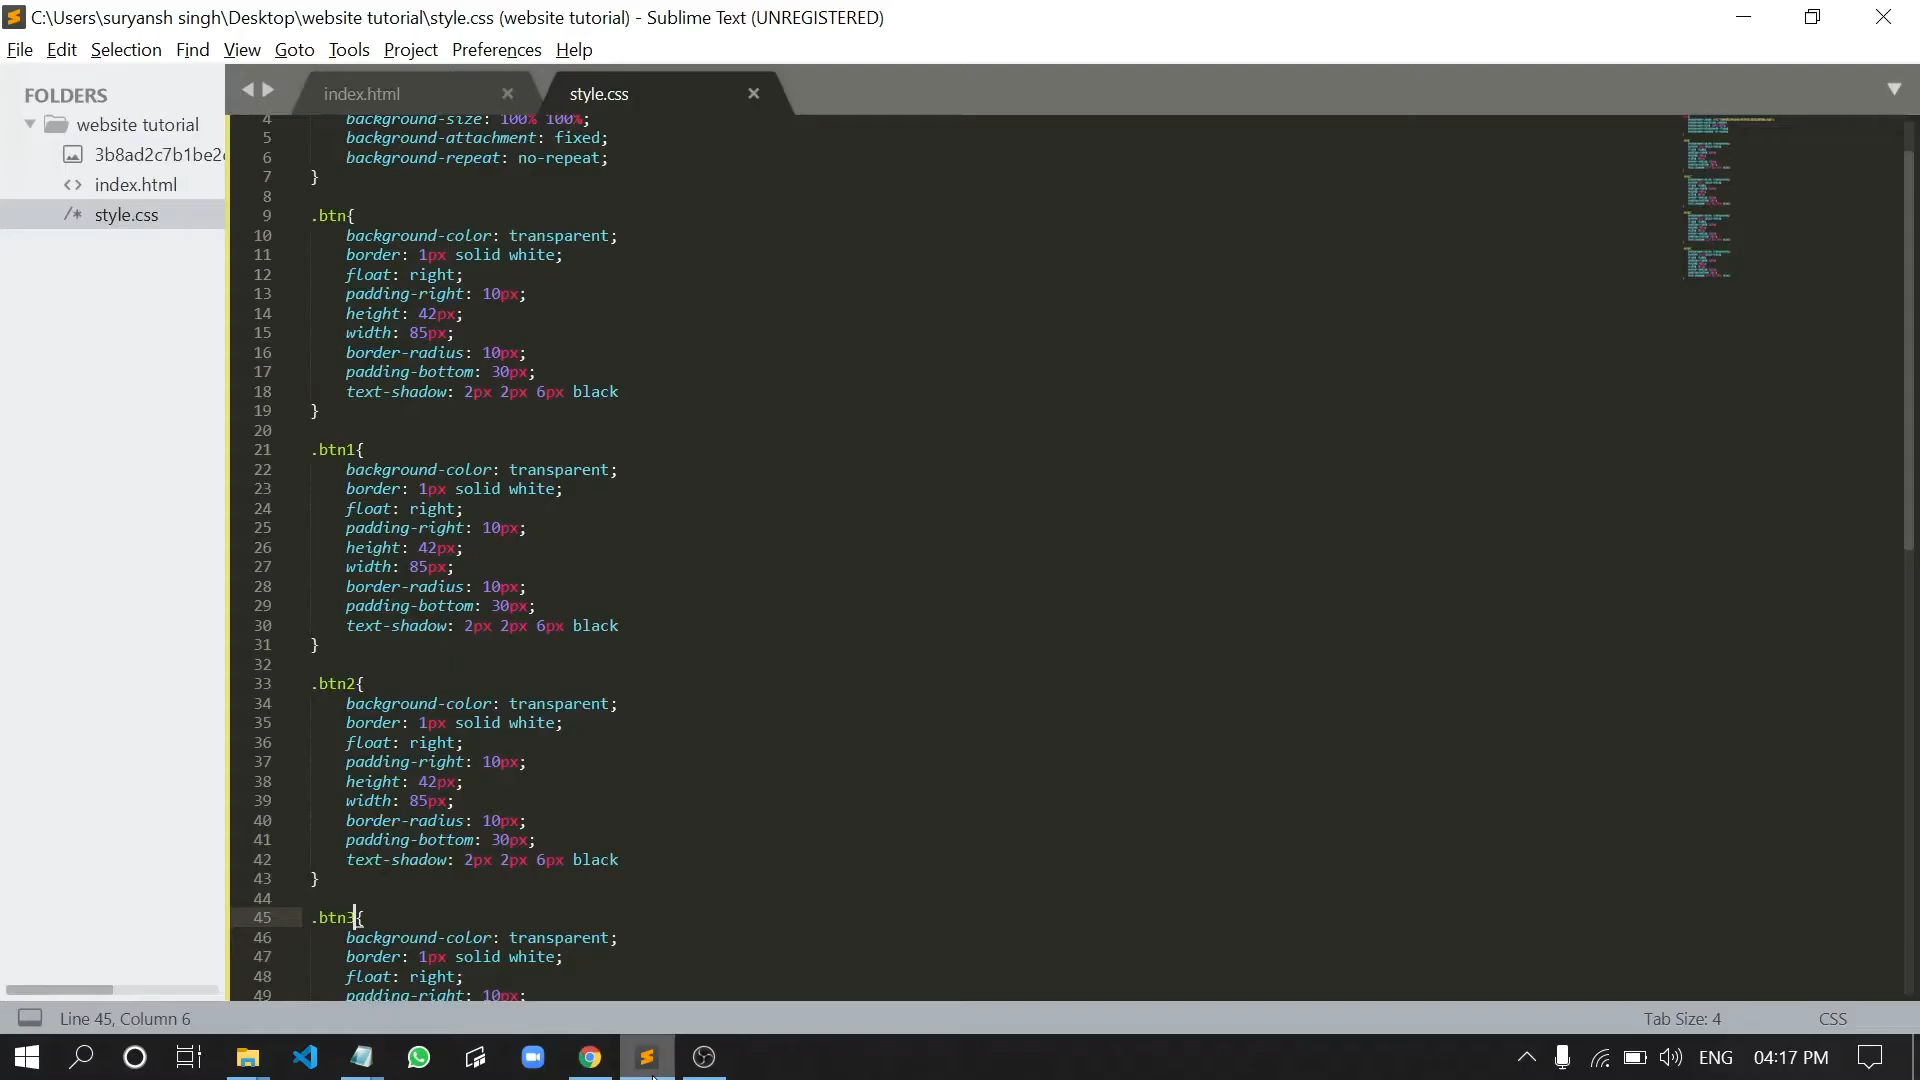 C:\Users\suryansh singh\Desktop\website tutorial\style.css (website tutorial) - Sublime Text (UNREGISTERED)
File Edit Selection Find View Goto Tools Project Preferences Help
FOLDERS
website tutorial
3b8ad2c7b1be2
index.html
style.css
index.html
style.css
4 background-size: 100% 100%;
5 background-attachment: fixed;
6 background-repeat: no-repeat;
7 }
8
9 .btn{
10 background-color: transparent;
11 border: 1px solid white;
12 float: right;
13 padding-right: 10px;
14 height: 42px;
15 width: 85px;
16 border-radius: 10px;
17 padding-bottom: 30px;
18 text-shadow: 2px 2px 6px black
19 }
20
21 .btn1{
22 background-color: transparent;
23 border: 1px solid white;
24 float: right;
25 padding-right: 10px;
26 height: 42px;
27 width: 85px;
28 border-radius: 10px;
29 padding-bottom: 30px;
30 text-shadow: 2px 2px 6px black
31 }
32
33 .btn2{
34 background-color: transparent;
35 border: 1px solid white;
36 float: right;
37 padding-right: 10px;
38 height: 42px;
39 width: 85px;
40 border-radius: 10px;
41 padding-bottom: 30px;
42 text-shadow: 2px 2px 6px black
43 }
44
45 .btn3{
46 background-color: transparent;
47 border: 1px solid white;
48 float: right;
49 padding-right: 10px;
Line 45, Column 6
Tab Size: 4
CSS
ENG 04:17 PM